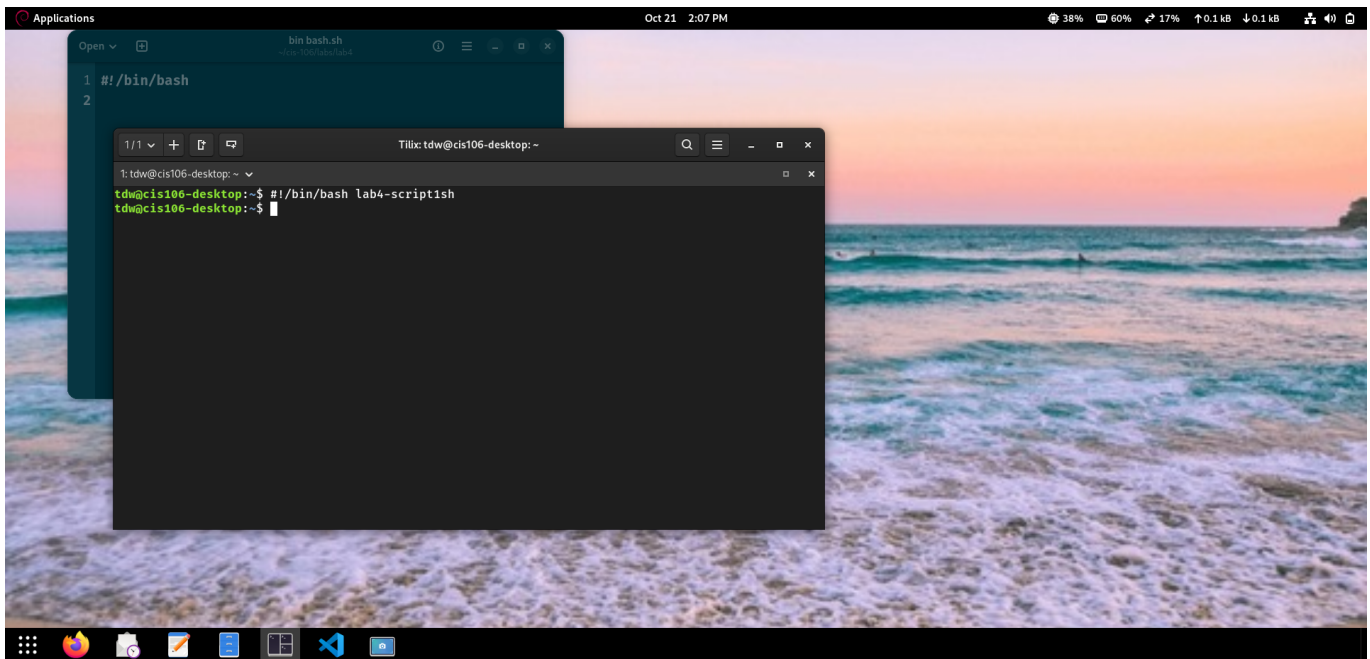 Applications
Oct 21 2:07 PM
38% 60% 17% ↑0.1 kB ↓0.1 kB
Open
bin bash.sh
~/cis-106/labs/lab4
1 #!/bin/bash
2
1/1
Tilix: tdw@cis106-desktop: ~
1: tdw@cis106-desktop: ~
tdw@cis106-desktop:~$ #!/bin/bash lab4-script1sh
tdw@cis106-desktop:~$